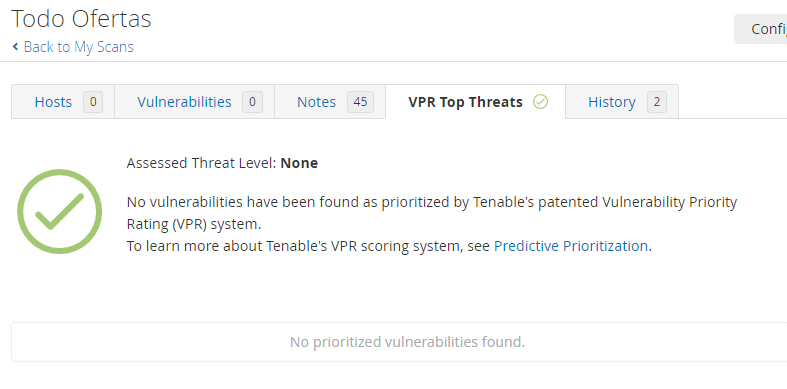 Todo Ofertas
Back to My Scans
Hosts 0 Vulnerabilities 0 Notes 45 VPR Top Threats History 2
Assessed Threat Level: None
No vulnerabilities have been found as prioritized by Tenable's patented Vulnerability Priority
Rating (VPR) system.
To learn more about Tenable's VPR scoring system, see Predictive Prioritization.
No prioritized vulnerabilities found.